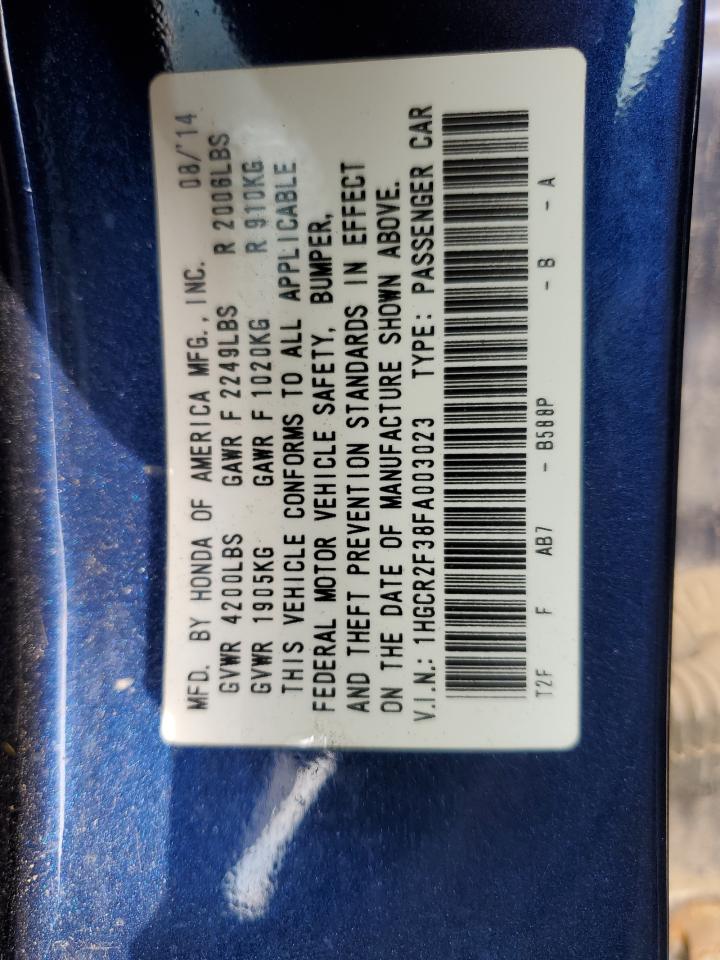 MFD. BY HONDA OF AMERICA MFG., INC. 08/'14
GVWR 4200LBS GAWR F 2249LBS R 2006LBS
GVWR 1905KG GAWR F 1020KG R 910KG
THIS VEHICLE CONFORMS TO ALL APPLICABLE
FEDERAL MOTOR VEHICLE SAFETY, BUMPER,
AND THEFT PREVENTION STANDARDS IN EFFECT
ON THE DATE OF MANUFACTURE SHOWN ABOVE.
V.I.N.: 1HGCR2F38FA003023 TYPE: PASSENGER CAR
T2F F AB7 - B588P - B - A